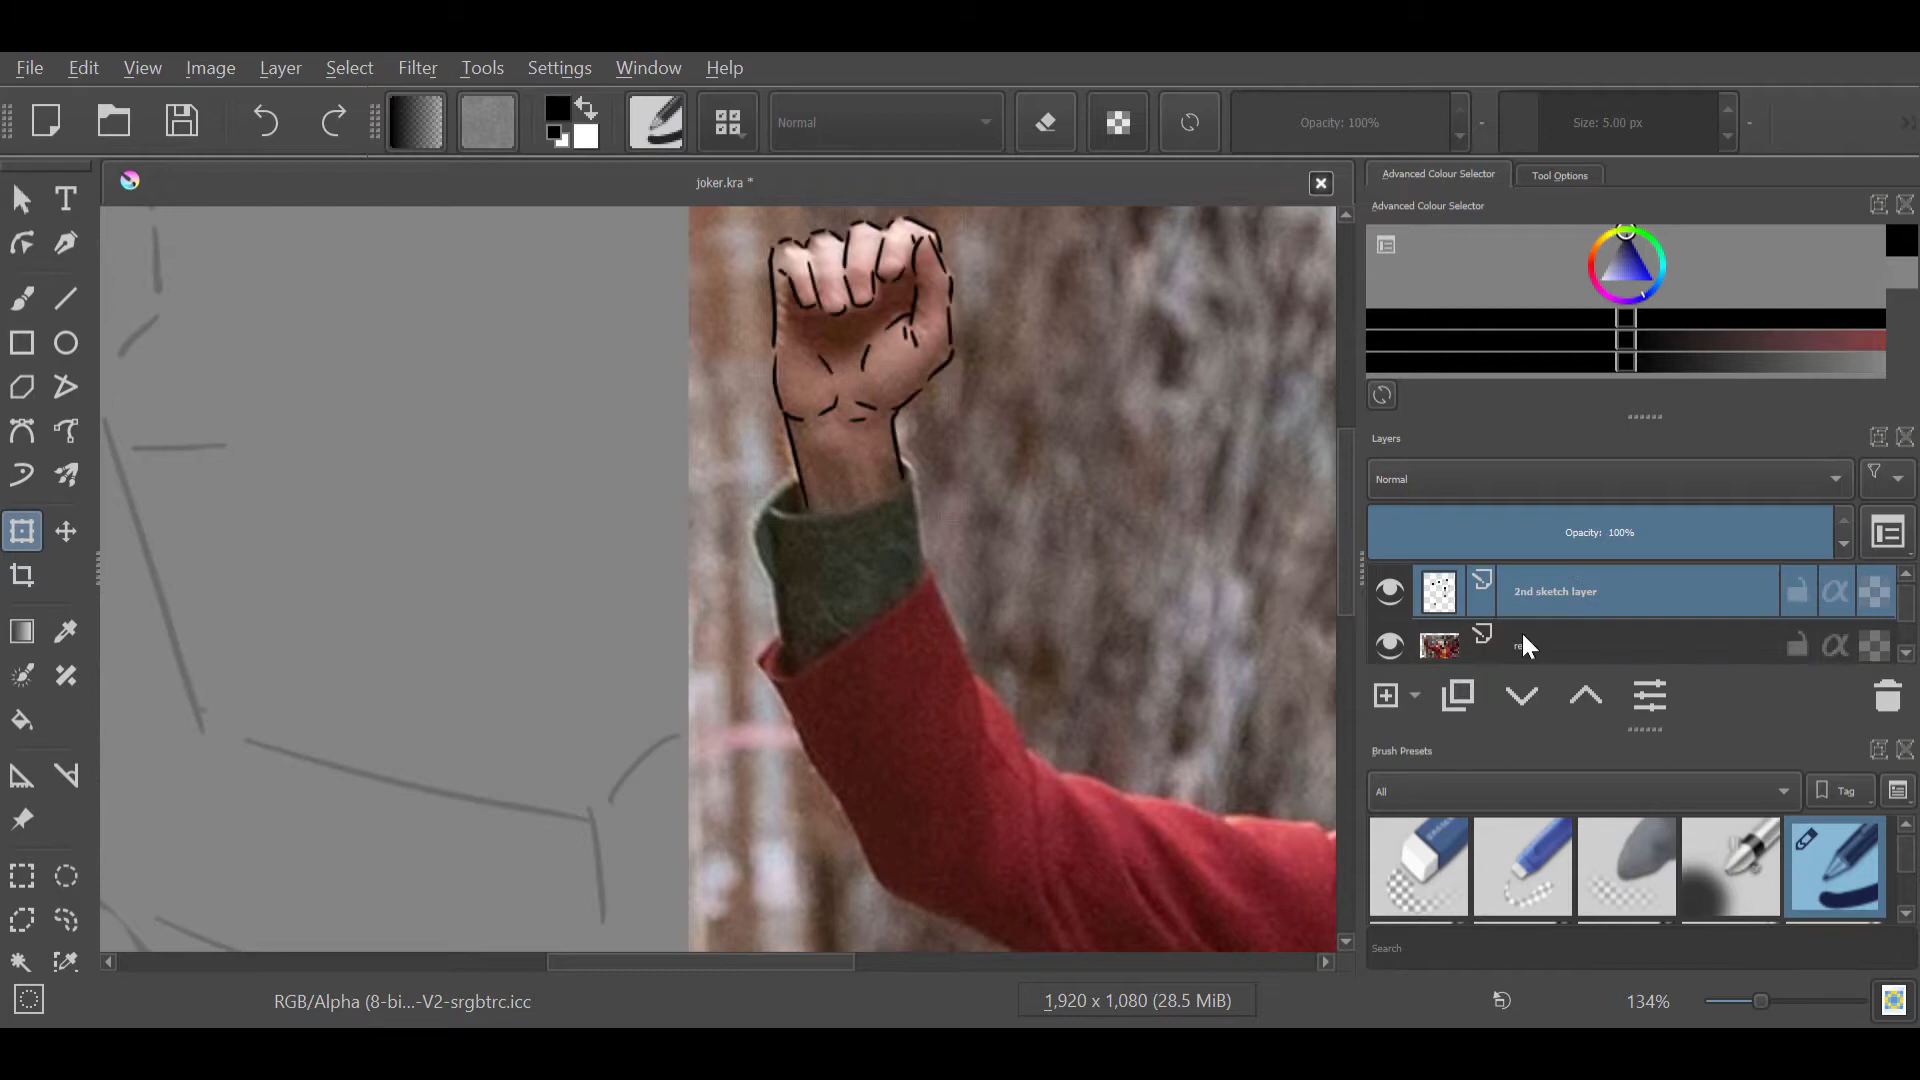 File Edit View Image Layer Select Filter Tools Settings Window Help
Normal
Opacity: 100%
Size: 5.00 px
joker.kra *
Advanced Colour Selector
Tool Options
Advanced Colour Selector
Layers
Normal
Opacity: 100%
2nd sketch layer
Brush Presets
All
Tag
Search
RGB/Alpha (8-bi...-V2-srgbtrc.icc
1,920 x 1,080 (28.5 MiB)
134%